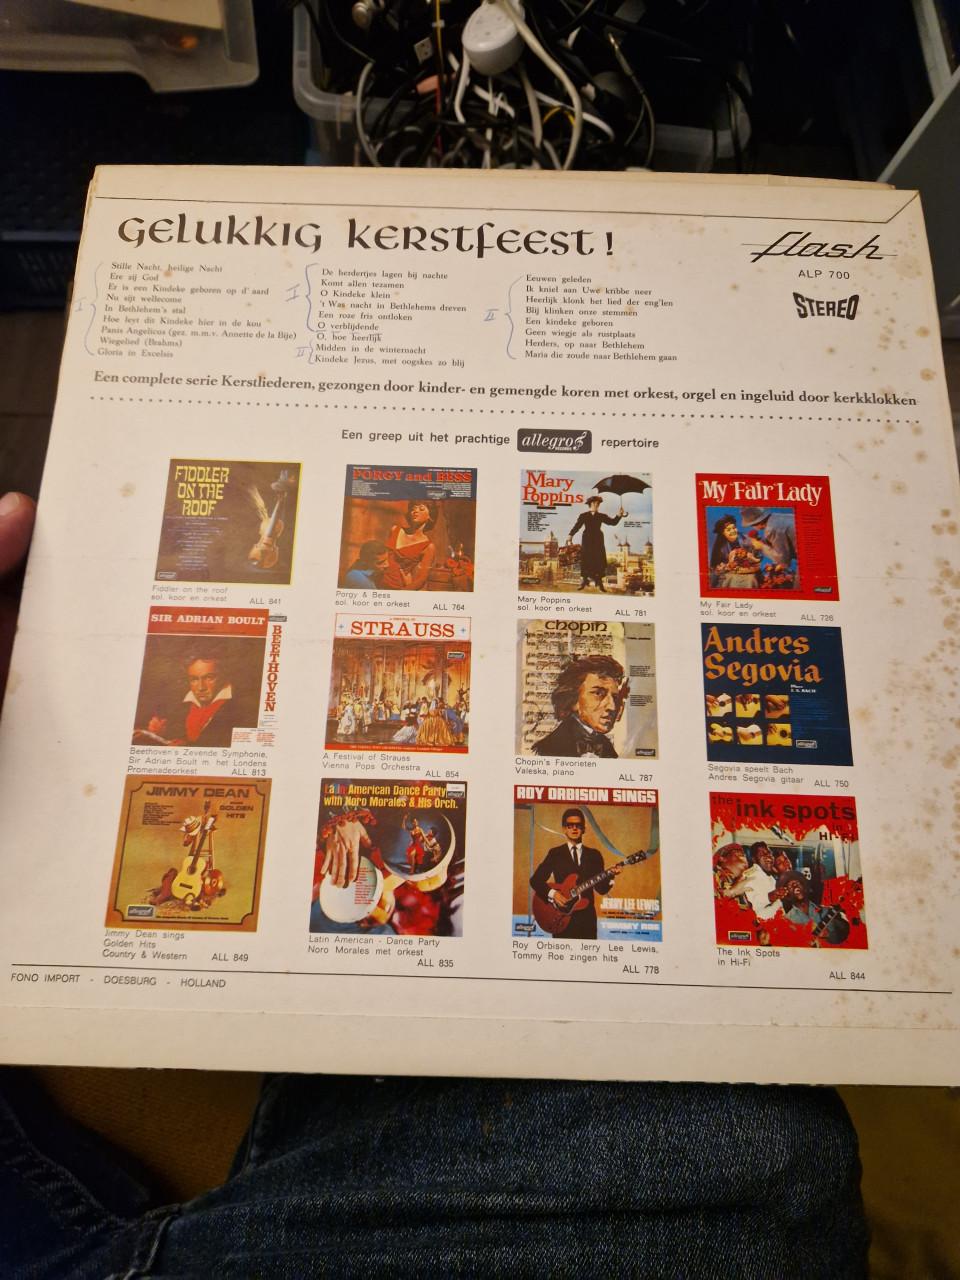 GELUKKIG KERSTFEEST!
flash
ALP 700
STEREO
I
Stille Nacht, heilige Nacht
Ere zij God
Er is een Kindeke geboren op d' aard
Nu sijt wellecome
In Bethlehem's stal
Hoe leyt dit Kindeke hier in de kou
Panis Angelicus (gez. m.m.v. Annette de la Bije)
Wiegelied (Brahms)
Gloria in Excelsis
I
De herdertjes lagen bij nachte
Komt allen tezamen
O Kindeke klein
't Was nacht in Bethlehems dreven
Een roze fris ontloken
O verblijdende
II
O, hoe heerlijk
Midden in de winternacht
Kindeke Jezus, met oogskes zo blij
II
Eeuwen geleden
Ik kniel aan Uwe kribbe neer
Heerlijk klonk het lied der eng'len
Blij klinken onze stemmen
Een kindeke geboren
Geen wiegje als rustplaats
Herders, op naar Bethlehem
Maria die zoude naar Bethlehem gaan
Een complete serie Kerstliederen, gezongen door kinder- en gemengde koren met orkest, orgel en ingeluid door kerkklokken
Een greep uit het prachtige allegro RECORDS repertoire
FIDDLER
ON THE
ROOF
Fiddler on the roof
sol. koor en orkest ALL 841
PORGY and BESS
Porgy & Bess
sol. koor en orkest ALL 764
Mary
Poppins
Mary Poppins
sol. koor en orkest ALL 781
My Fair Lady
My Fair Lady
sol. koor en orkest ALL 726
SIR ADRIAN BOULT
BEETHOVEN
Beethoven's Zevende Symphonie,
Sir Adrian Boult m. het Londens
Promenadeorkest ALL 813
A FESTIVAL OF
STRAUSS
A Festival of Strauss
Vienna Pops Orchestra ALL 854
Chopin
Chopin's Favorieten
Valeska, piano ALL 787
Andres
Segovia
Plays
J. S. BACH
Segovia speelt Bach
Andres Segovia gitaar ALL 750
JIMMY DEAN
GOLDEN
HITS
Jimmy Dean sings
Golden Hits
Country & Western ALL 849
Latin American Dance Party
with Noro Morales & His Orch.
Latin American - Dance Party
Noro Morales met orkest
ALL 835
ROY ORBISON SINGS
JERRY LEE LEWIS
TOMMY ROE
Roy Orbison, Jerry Lee Lewis,
Tommy Roe zingen hits
ALL 778
the ink spots
in
HI-FI
The Ink Spots
in Hi-Fi
ALL 844
FONO IMPORT - DOESBURG - HOLLAND